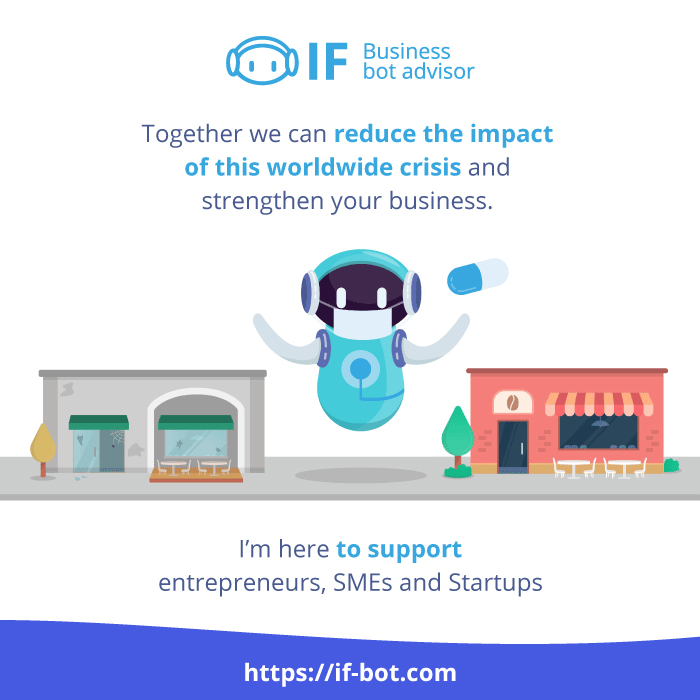 IF Business
bot advisor
Together we can reduce the impact
of this worldwide crisis and
strengthen your business.
I’m here to support
entrepreneurs, SMEs and Startups
https://if-bot.com